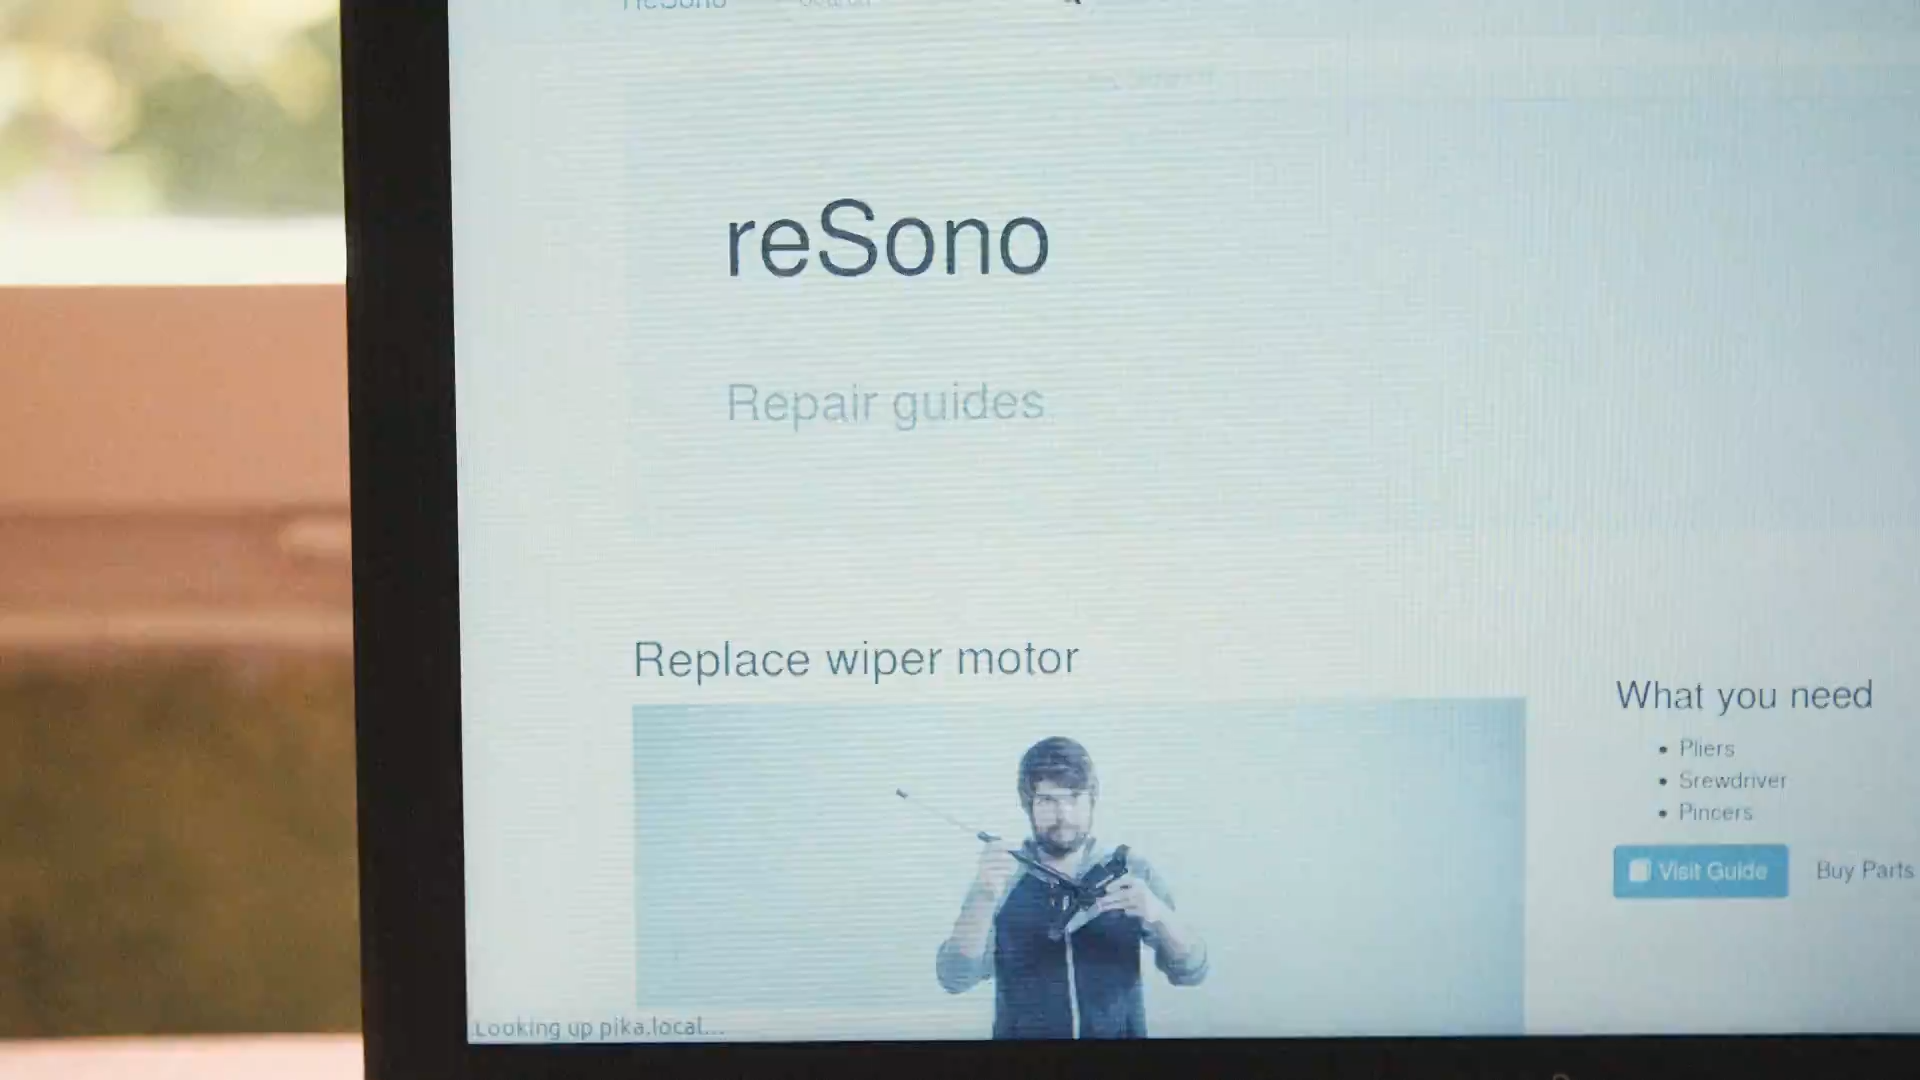 reSono
reSono
Repair guides
Replace wiper motor
What you need
Pliers
Srewdriver
Pincers
Visit Guide
Buy Parts
Looking up pika.local...